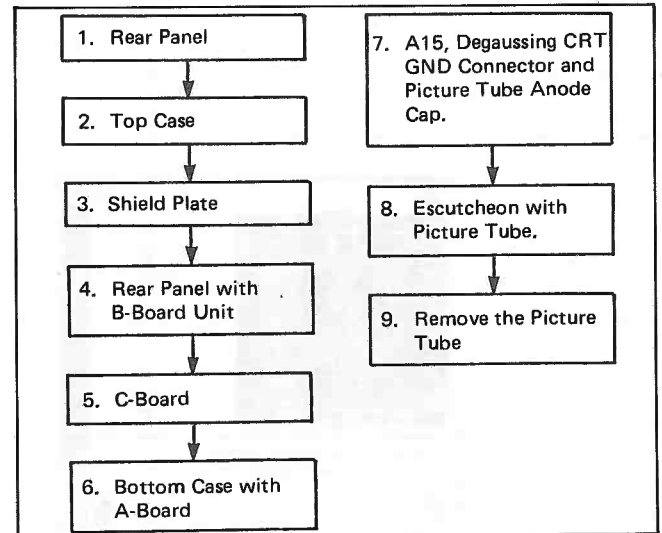 1. Rear Panel
2. Top Case
3. Shield Plate
4. Rear Panel with
B-Board Unit
5. C-Board
6. Bottom Case with
A-Board
7. A15, Degaussing CRT
GND Connector and
Picture Tube Anode
Cap.
8. Escutcheon with
Picture Tube.
9. Remove the Picture
Tube